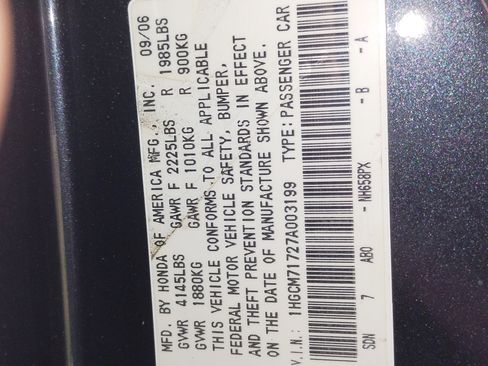 MFD. BY HONDA OF AMERICA MFG., INC. 09/06
GVWR 4145LBS GAWR F 2225LBS R 1985LBS
GVWR 1880KG GAWR F 1010KG R 900KG
THIS VEHICLE CONFORMS TO ALL APPLICABLE
FEDERAL MOTOR VEHICLE SAFETY, BUMPER,
AND THEFT PREVENTION STANDARDS IN EFFECT
ON THE DATE OF MANUFACTURE SHOWN ABOVE.
V.I.N.: 1HGCM71727A003199 TYPE:PASSENGER CAR
SDN 7 AB0 - NH658PX - B - A